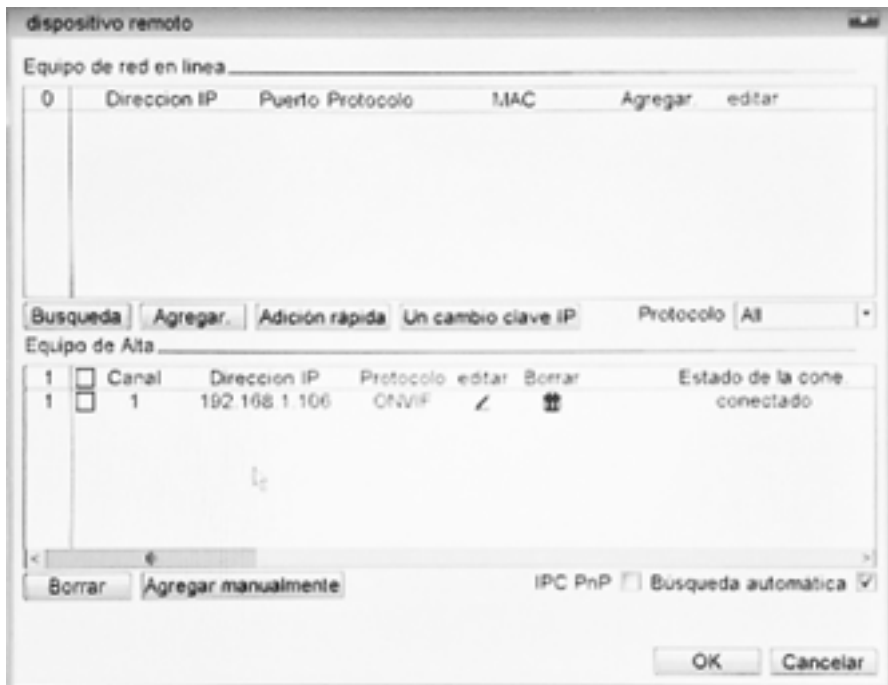 dispositivo remoto
Equipo de red en linea
0 Direccion IP Puerto Protocolo MAC Agregar. editar
Busqueda Agregar. Adición rápida Un cambio clave IP Protocolo All
Equipo de Alta
1 Canal Direccion IP Protocolo editar Borrar Estado de la cone.
1 1 192.168.1.106 ONVIF conectado
Borrar Agregar manualmente IPC PnP Búsqueda automática
OK Cancelar